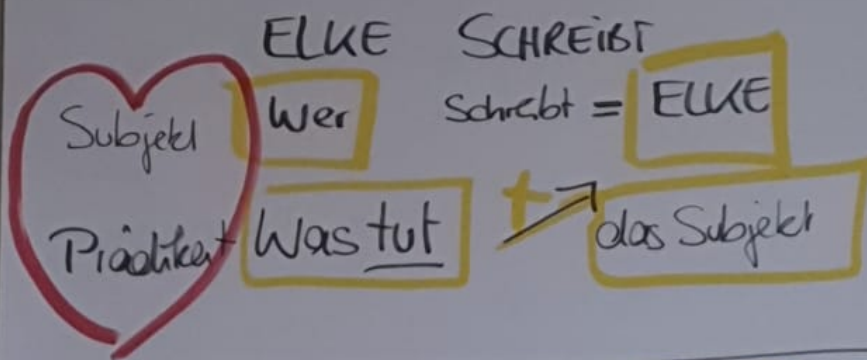 ELKE SCHREIBT
Subjekt Wer schreibt = ELKE
Prädikat Was tut + das Subjekt